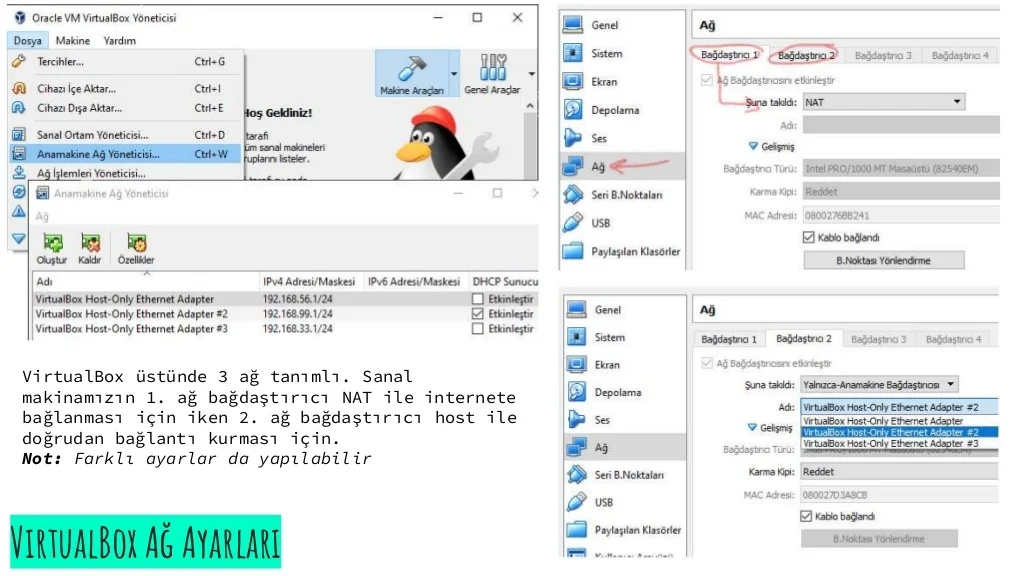 Oracle VM VirtualBox Yöneticisi
Dosya Makine Yardım
Tercihler... Ctrl+G
Cihazı İçe Aktar... Ctrl+I
Cihazı Dışa Aktar... Ctrl+E
Sanal Ortam Yöneticisi... Ctrl+D
Anamakine Ağ Yöneticisi... Ctrl+W
Ağ İşlemleri Yöneticisi...
Makine Araçları Genel Araçlar
Hoş Geldiniz!
tarafı
üm sanal makineleri
ruplarını listeler.
Anamakine Ağ Yöneticisi
Ağ
Oluştur Kaldır Özellikler
Adı IPv4 Adresi/Maskesi IPv6 Adresi/Maskesi DHCP Sunucu
VirtualBox Host-Only Ethernet Adapter 192.168.56.1/24 Etkinleştir
VirtualBox Host-Only Ethernet Adapter #2 192.168.99.1/24 Etkinleştir
VirtualBox Host-Only Ethernet Adapter #3 192.168.33.1/24 Etkinleştir
VirtualBox üstünde 3 ağ tanımlı. Sanal
makinamızın 1. ağ bağdaştırıcı NAT ile internete
bağlanması için iken 2. ağ bağdaştırıcı host ile
doğrudan bağlantı kurması için.
Not: Farklı ayarlar da yapılabilir
VirtualBox Ağ Ayarları
Genel
Sistem
Ekran
Depolama
Ses
Ağ
Seri B.Noktaları
USB
Paylaşılan Klasörler
Ağ
Bağdaştırıcı 1 Bağdaştırıcı 2 Bağdaştırıcı 3 Bağdaştırıcı 4
Ağ Bağdaştırıcısını etkinleştir
Şuna takıldı: NAT
Adı:
Gelişmiş
Bağdaştırıcı Türü: Intel PRO/1000 MT Masaüstü (82540EM)
Karma Kipi: Reddet
MAC Adresi: 0800276BB241
Kablo bağlandı
B.Noktası Yönlendirme
Genel
Sistem
Ekran
Depolama
Ses
Ağ
Seri B.Noktaları
USB
Paylaşılan Klasörler
Ağ
Bağdaştırıcı 1 Bağdaştırıcı 2 Bağdaştırıcı 3 Bağdaştırıcı 4
Ağ Bağdaştırıcısını etkinleştir
Şuna takıldı: Yalnızca-Anamakine Bağdaştırıcısı
Adı: VirtualBox Host-Only Ethernet Adapter #2
VirtualBox Host-Only Ethernet Adapter
Gelişmiş VirtualBox Host-Only Ethernet Adapter #2
VirtualBox Host-Only Ethernet Adapter #3
Bağdaştırıcı Türü:
Karma Kipi: Reddet
MAC Adresi: 080027D3A8CB
Kablo bağlandı
B.Noktası Yönlendirme